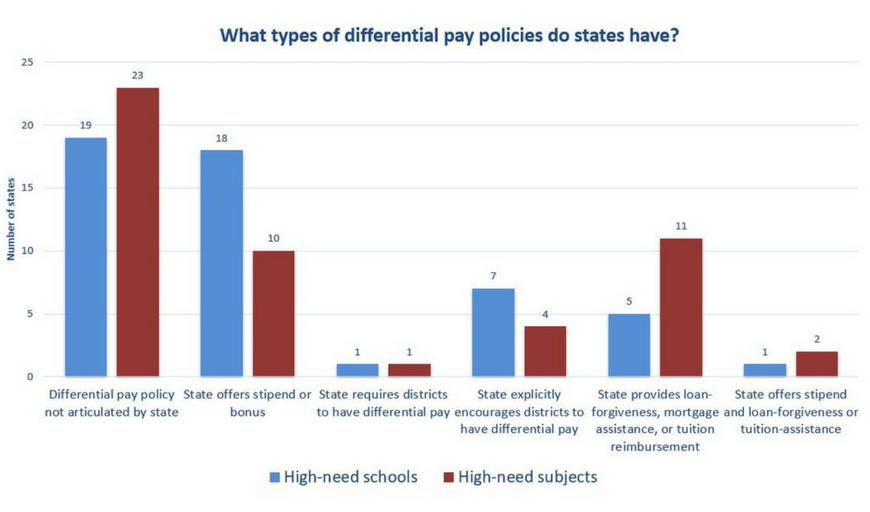 What types of differential pay policies do states have?
Number of states
25
20
15
10
5
0
19
23
18
10
1
1
7
4
5
11
1
2
Differential pay policy
not articulated by state
State offers stipend or
bonus
State requires districts
to have differential pay
State explicitly
encourages districts to
have differential pay
State provides loan-
forgiveness, mortgage
assistance, or tuition
reimbursement
State offers stipend
and loan-forgiveness or
tuition-assistance
High-need schools
High-need subjects